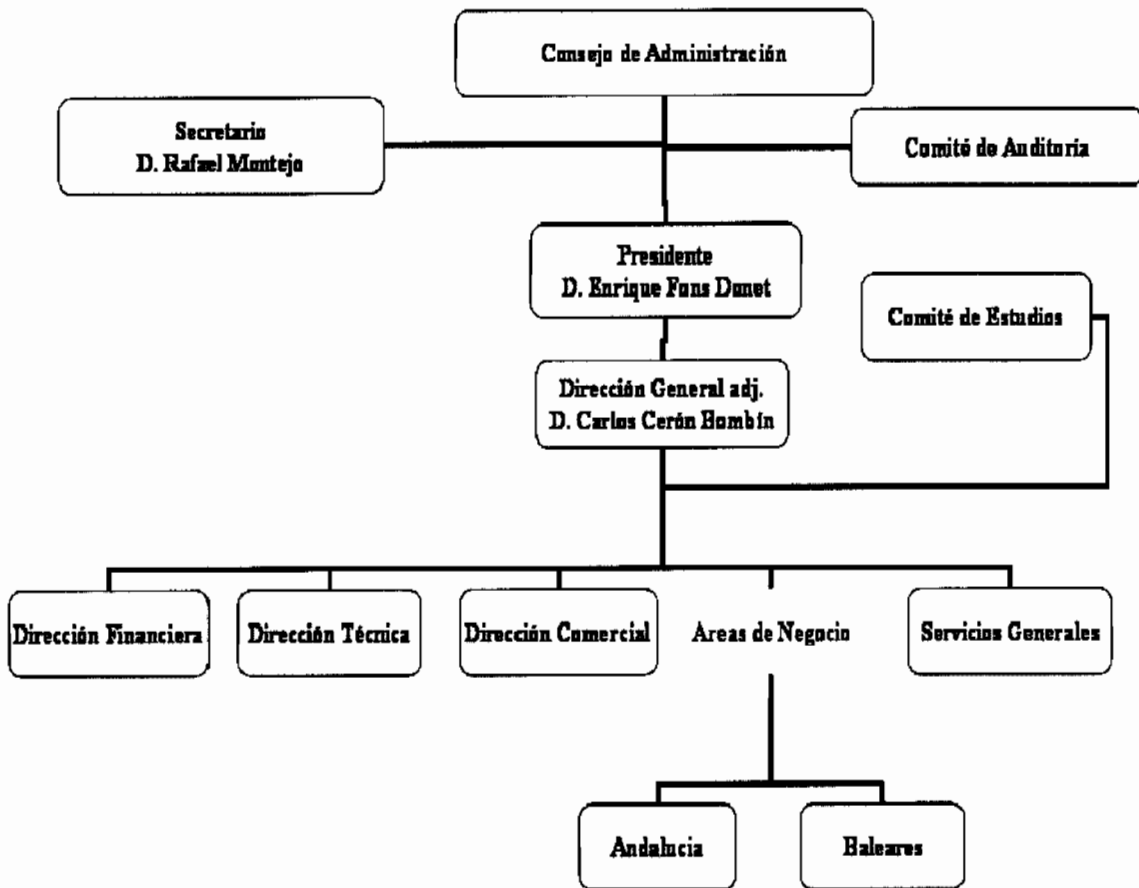 Consejo de Administración
Secretario
D. Rafael Montejo
Comité de Auditoria
Presidente
D. Enrique Fons Donet
Comité de Estudios
Dirección General adj.
D. Carlos Cerón Hombín
Dirección Financiera
Dirección Técnica
Dirección Comercial
Areas de Negocio
Servicios Generales
Andalucia
Baleares